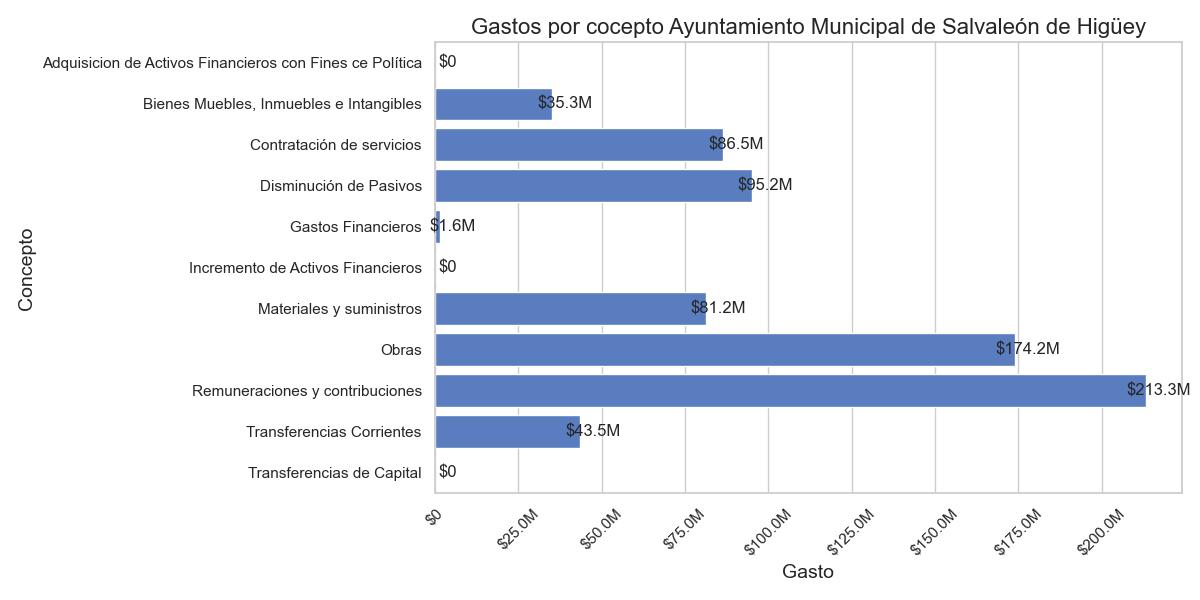 Gastos por cocepto Ayuntamiento Municipal de Salvaleón de Higüey
Concepto
Adquisicion de Activos Financieros con Fines ce Política $0
Bienes Muebles, Inmuebles e Intangibles $35.3M
Contratación de servicios $86.5M
Disminución de Pasivos $95.2M
Gastos Financieros $1.6M
Incremento de Activos Financieros $0
Materiales y suministros $81.2M
Obras $174.2M
Remuneraciones y contribuciones $213.3M
Transferencias Corrientes $43.5M
Transferencias de Capital $0
$0 $25.0M $50.0M $75.0M $100.0M $125.0M $150.0M $175.0M $200.0M
Gasto